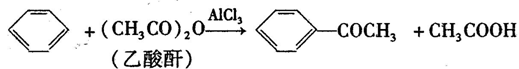 + (CH₃CO)₂O —AlCl₃→ —COCH₃ + CH₃COOH
(乙酸酐)